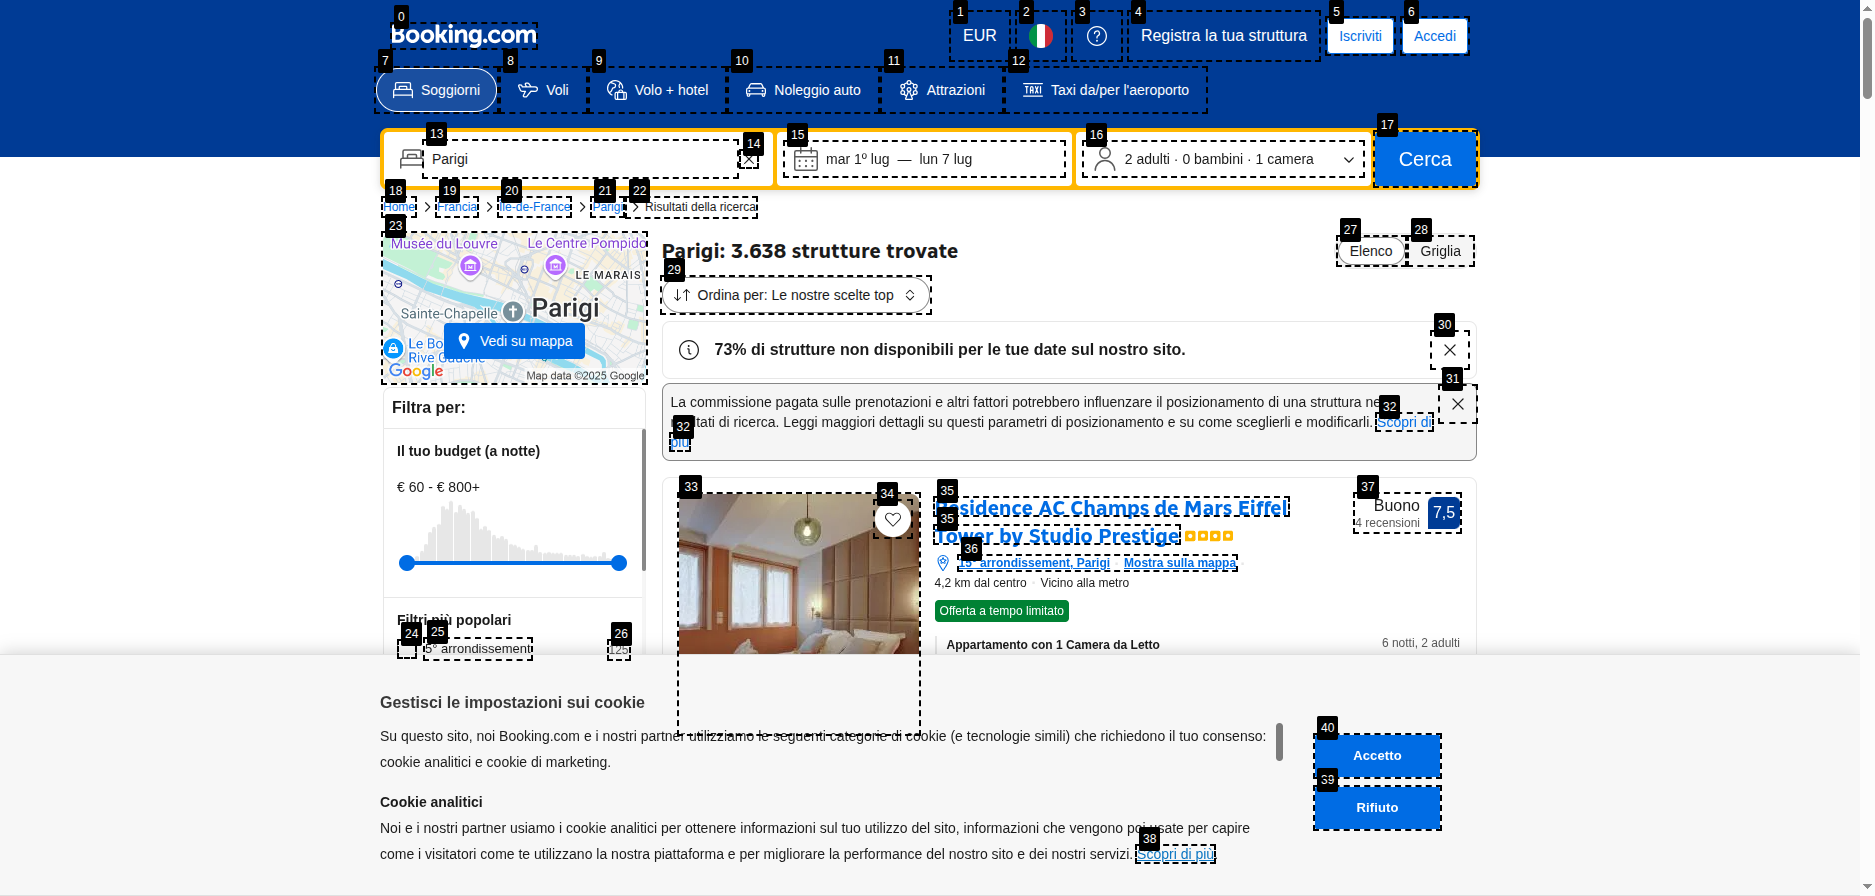 0
Booking.com
1
EUR
2
3
4
Registra la tua struttura
5
Iscriviti
6
Accedi
7
Soggiorni
8
Voli
9
Volo + hotel
10
Noleggio auto
11
Attrazioni
12
TAXI
Taxi da/per l'aeroporto
13
Parigi
14
15
mar 1º lug — lun 7 lug
16
2 adulti · 0 bambini · 1 camera
17
Cerca
18
Home
19
Francia
20
Île-de-France
21
Parigi
22
Risultati della ricerca
23
Musée du Louvre
Le Centre Pompido
LE MARAIS
Parigi
Sainte-Chapelle
Vedi su mappa
Le Bo
Rive Gauche
Google
Map data ©2025 Google
Filtra per:
Il tuo budget (a notte)
€ 60 - € 800+
Filtri più popolari
24
25
5° arrondissement
26
125
Parigi: 3.638 strutture trovate
27
Elenco
28
Griglia
29
Ordina per: Le nostre scelte top
30
73% di strutture non disponibili per le tue date sul nostro sito.
31
La commissione pagata sulle prenotazioni e altri fattori potrebbero influenzare il posizionamento di una struttura ne
tati di ricerca. Leggi maggiori dettagli su questi parametri di posizionamento e su come sceglierli e modificarli. Scopri di
32
32
più
33
34
35
Residence AC Champs de Mars Eiffel
35
Tower by Studio Prestige
36
15° arrondissement, Parigi · Mostra sulla mappa
4,2 km dal centro · Vicino alla metro
Offerta a tempo limitato
Appartamento con 1 Camera da Letto
6 notti, 2 adulti
37
Buono
4 recensioni
7,5
Gestisci le impostazioni sui cookie
Su questo sito, noi Booking.com e i nostri partner utilizziamo le seguenti categorie di cookie (e tecnologie simili) che richiedono il tuo consenso:
cookie analitici e cookie di marketing.
Cookie analitici
Noi e i nostri partner usiamo i cookie analitici per ottenere informazioni sul tuo utilizzo del sito, informazioni che vengono poi usate per capire
come i visitatori come te utilizzano la nostra piattaforma e per migliorare la performance del nostro sito e dei nostri servizi. Scopri di più.
38
40
Accetto
39
Rifiuto